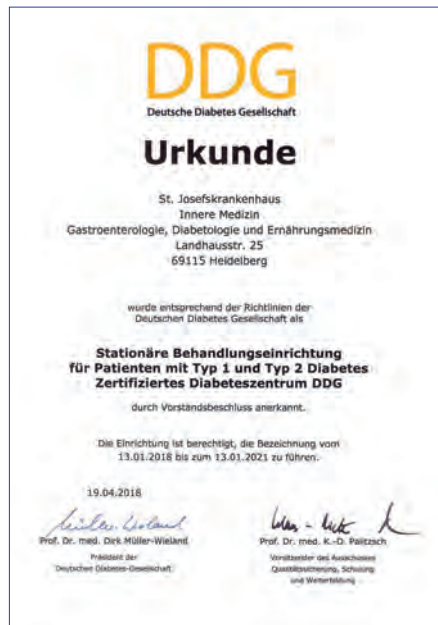 DDG
Deutsche Diabetes Gesellschaft
Urkunde
St. Josefskrankenhaus
Innere Medizin
Gastroenterologie, Diabetologie und Ernährungsmedizin
Landhausstr. 25
69115 Heidelberg
wurde entsprechend der Richtlinien der
Deutschen Diabetes Gesellschaft als
Stationäre Behandlungseinrichtung
für Patienten mit Typ 1 und Typ 2 Diabetes
Zertifiziertes Diabeteszentrum DDG
durch Vorstandsbeschluss anerkannt.
Die Einrichtung ist berechtigt, die Bezeichnung vom
13.01.2018 bis zum 13.01.2021 zu führen.
19.04.2018
Prof. Dr. med. Dirk Müller-Wieland
Präsident der
Deutschen Diabetes-Gesellschaft
Prof. Dr. med. K.-D. Palitzsch
Vorsitzender des Ausschusses
Qualitätssicherung, Schulung
und Weiterbildung